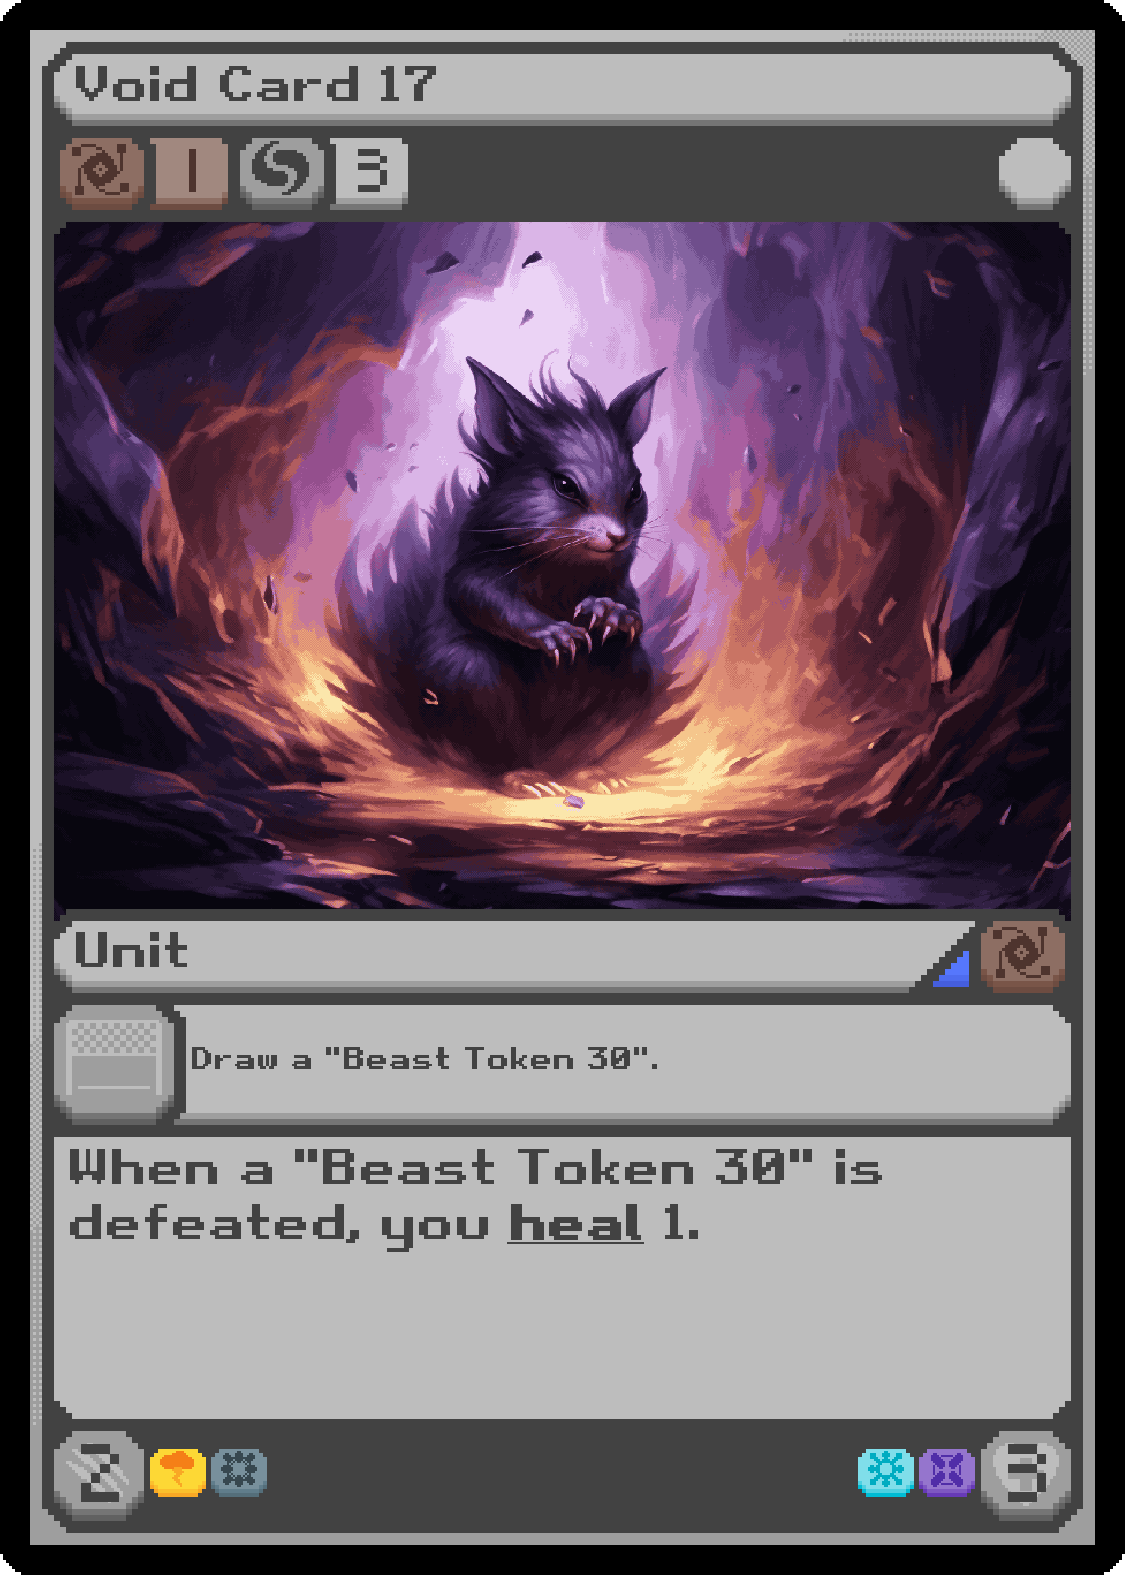 Void Card 17
1 3
Unit
Draw a "Beast Token 30".
When a "Beast Token 30" is
defeated, you heal 1.
2 3